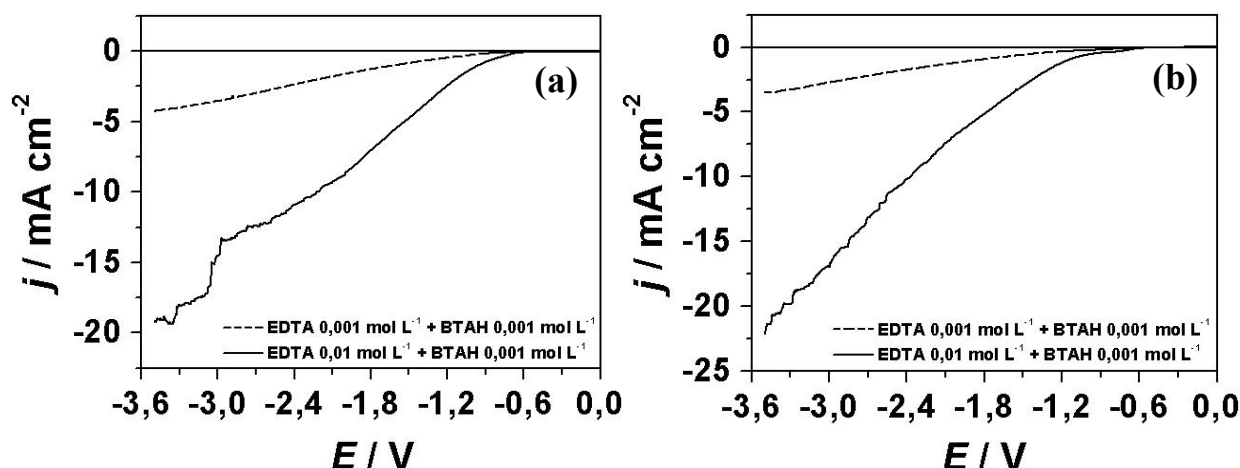 (a)
j / mA cm-2
0
-5
-10
-15
-20
-3,6 -3,0 -2,4 -1,8 -1,2 -0,6 0,0
E / V
EDTA 0,001 mol L-1 + BTAH 0,001 mol L-1
EDTA 0,01 mol L-1 + BTAH 0,001 mol L-1
(b)
j / mA cm-2
0
-5
-10
-15
-20
-25
-3,6 -3,0 -2,4 -1,8 -1,2 -0,6 0,0
E / V
EDTA 0,001 mol L-1 + BTAH 0,001 mol L-1
EDTA 0,01 mol L-1 + BTAH 0,001 mol L-1